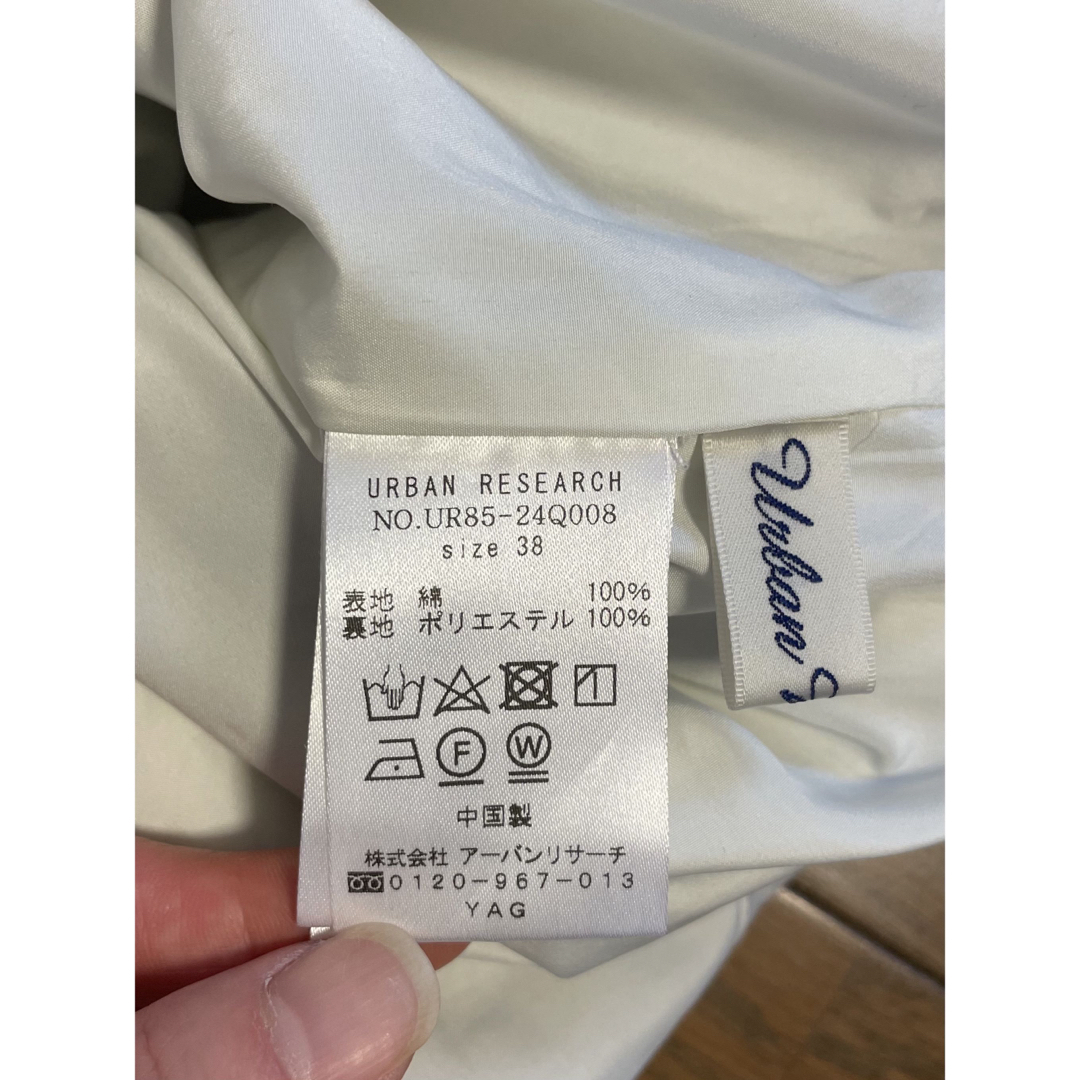 URBAN RESEARCH
NO.UR85-24Q008
size 38
表地 綿 100%
裏地 ポリエステル 100%
F W
中国製
株式会社 アーバンリサーチ
0120-967-013
YAG
Urban